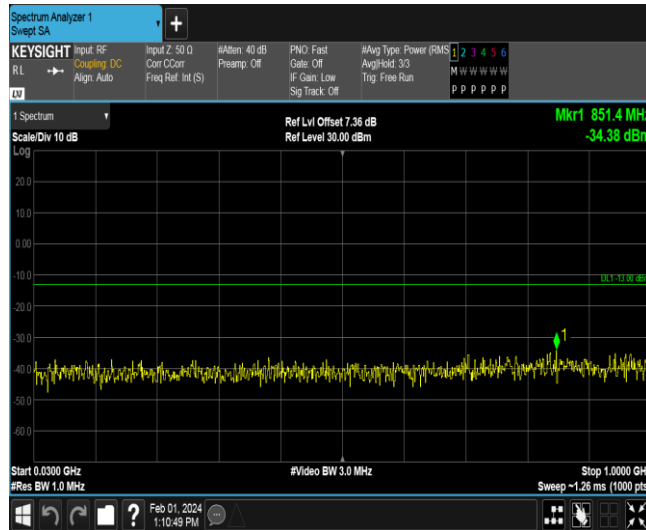 Spectrum Analyzer 1
Swept SA
+
KEYSIGHT
RL
LXI
Input: RF
Coupling: DC
Align: Auto
Input Z: 50 Ω
Corr CCorr
Freq Ref: Int (S)
#Atten: 40 dB
Preamp: Off
PNO: Fast
Gate: Off
IF Gain: Low
Sig Track: Off
#Avg Type: Power (RMS
Avg|Hold: 3/3
Trig: Free Run
1 2 3 4 5 6
M W W W W W
P P P P P P
1 Spectrum
Scale/Div 10 dB
Log
Ref Lvl Offset 7.36 dB
Ref Level 30.00 dBm
Mkr1 851.4 MHz
-34.38 dBm
20.0
10.0
0.00
-10.0
DL1 -13.00 dB
-20.0
-30.0
1
-40.0
-50.0
-60.0
Start 0.0300 GHz
#Res BW 1.0 MHz
#Video BW 3.0 MHz
Stop 1.0000 GH
Sweep ~1.26 ms (1000 pts
?
Feb 01, 2024
1:10:49 PM